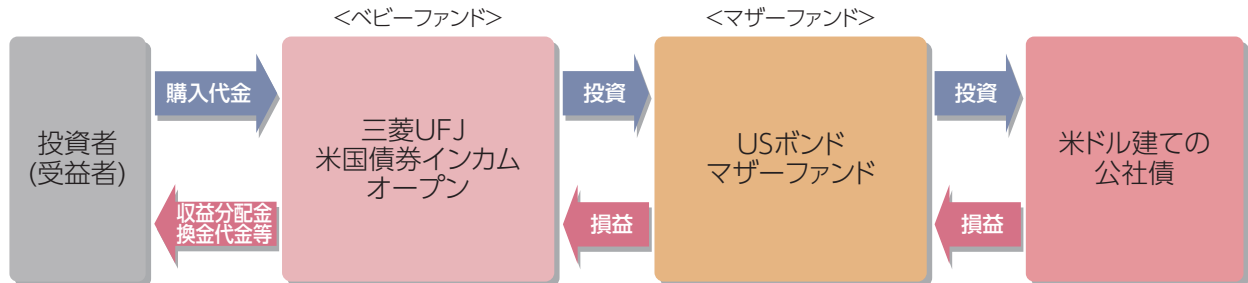 <ベビーファンド>
<マザーファンド>
投資者
(受益者)
購入代金
収益分配金
換金代金等
三菱UFJ
米国債券インカム
オープン
投資
損益
USボンド
マザーファンド
投資
損益
米ドル建ての
公社債